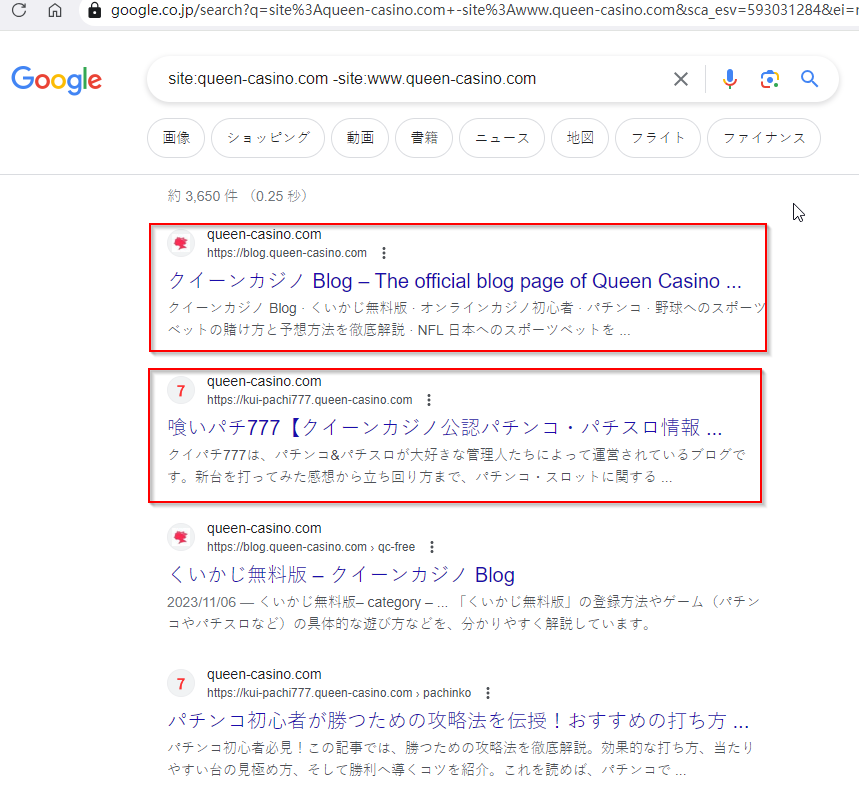 google.co.jp/search?q=site%3Aqueen-casino.com+-site%3Awww.queen-casino.com&sca_esv=593031284&ei=
Google
site:queen-casino.com -site:www.queen-casino.com
画像 ショッピング 動画 書籍 ニュース 地図 フライト ファイナンス
約 3,650 件 （0.25 秒）
queen-casino.com
https://blog.queen-casino.com
クイーンカジノ Blog – The official blog page of Queen Casino ...
クイーンカジノ Blog · くいかじ無料版 · オンラインカジノ初心者 · パチンコ · 野球へのスポーツ
ベットの賭け方と予想方法を徹底解説 · NFL 日本へのスポーツベットを ...
7
queen-casino.com
https://kui-pachi777.queen-casino.com
喰いパチ777【クイーンカジノ公認パチンコ・パチスロ情報 ...
クイパチ777は、パチンコ&パチスロが大好きな管理人たちによって運営されているブログで
す。新台を打ってみた感想から立ち回り方まで、パチンコ・スロットに関する ...
queen-casino.com
https://blog.queen-casino.com › qc-free
くいかじ無料版 – クイーンカジノ Blog
2023/11/06 — くいかじ無料版– category – ... 「くいかじ無料版」の登録方法やゲーム（パチン
コやパチスロなど）の具体的な遊び方などを、分かりやすく解説しています。
7
queen-casino.com
https://kui-pachi777.queen-casino.com › pachinko
パチンコ初心者が勝つための攻略法を伝授！おすすめの打ち方 ...
パチンコ初心者必見！この記事では、勝つための攻略法を徹底解説。効果的な打ち方、当たり
やすい台の見極め方、そして勝利へ導くコツを紹介。これを読めば、パチンコで ...